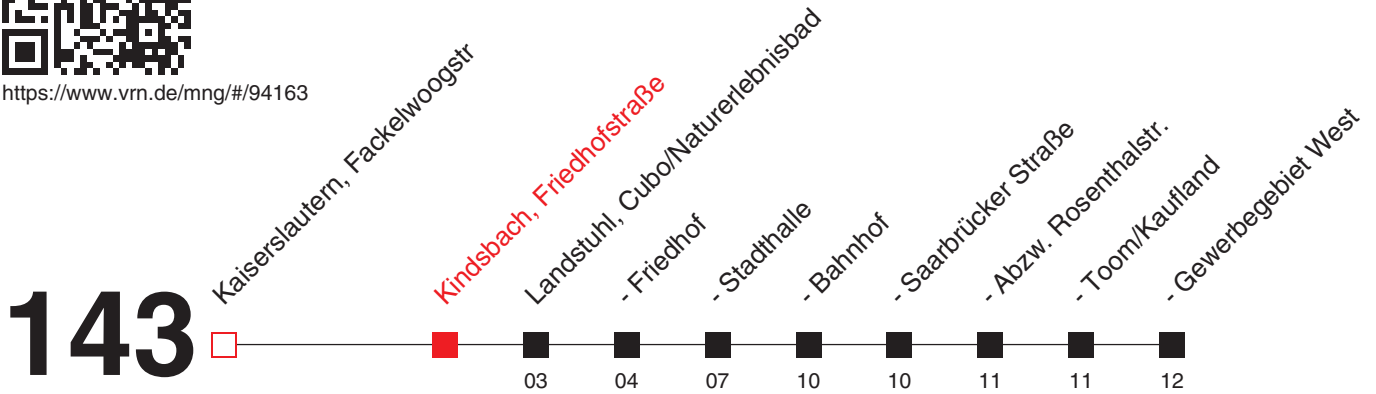 https://www.vrn.de/mng/#/94163
143
Kaiserslautern, Fackelwoogstr
Kindsbach, Friedhofstraße
Landstuhl, Cubo/Naturerlebnisbad
- Friedhof
- Stadthalle
- Bahnhof
- Saarbrücker Straße
- Abzw. Rosenthalstr.
- Toom/Kaufland
- Gewerbegebiet West
03 04 07 10 10 11 11 12